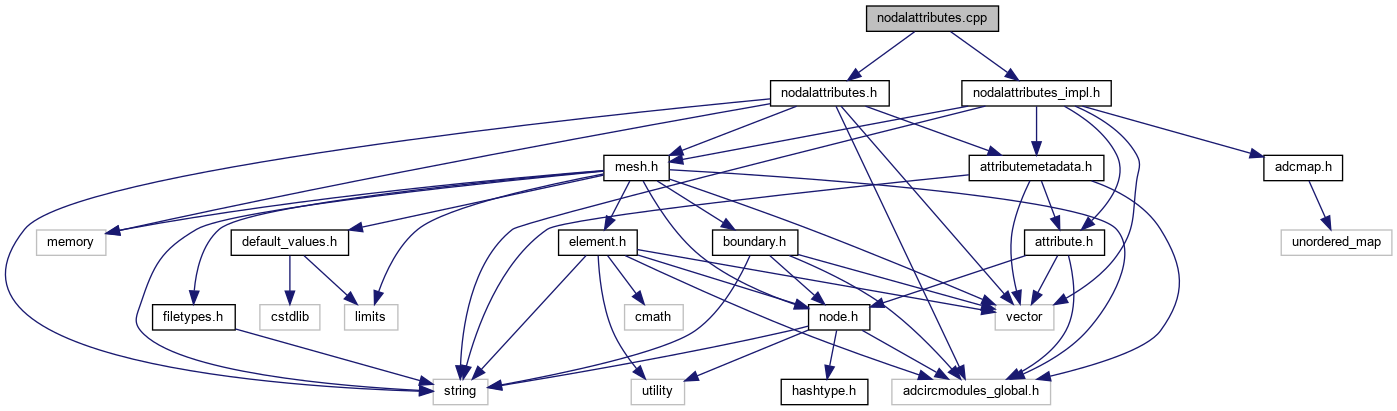 nodalattributes.cpp
nodalattributes.h
nodalattributes_impl.h
mesh.h
attributemetadata.h
adcmap.h
memory
default_values.h
element.h
boundary.h
attribute.h
unordered_map
filetypes.h
cstdlib
limits
cmath
node.h
vector
string
utility
hashtype.h
adcircmodules_global.h